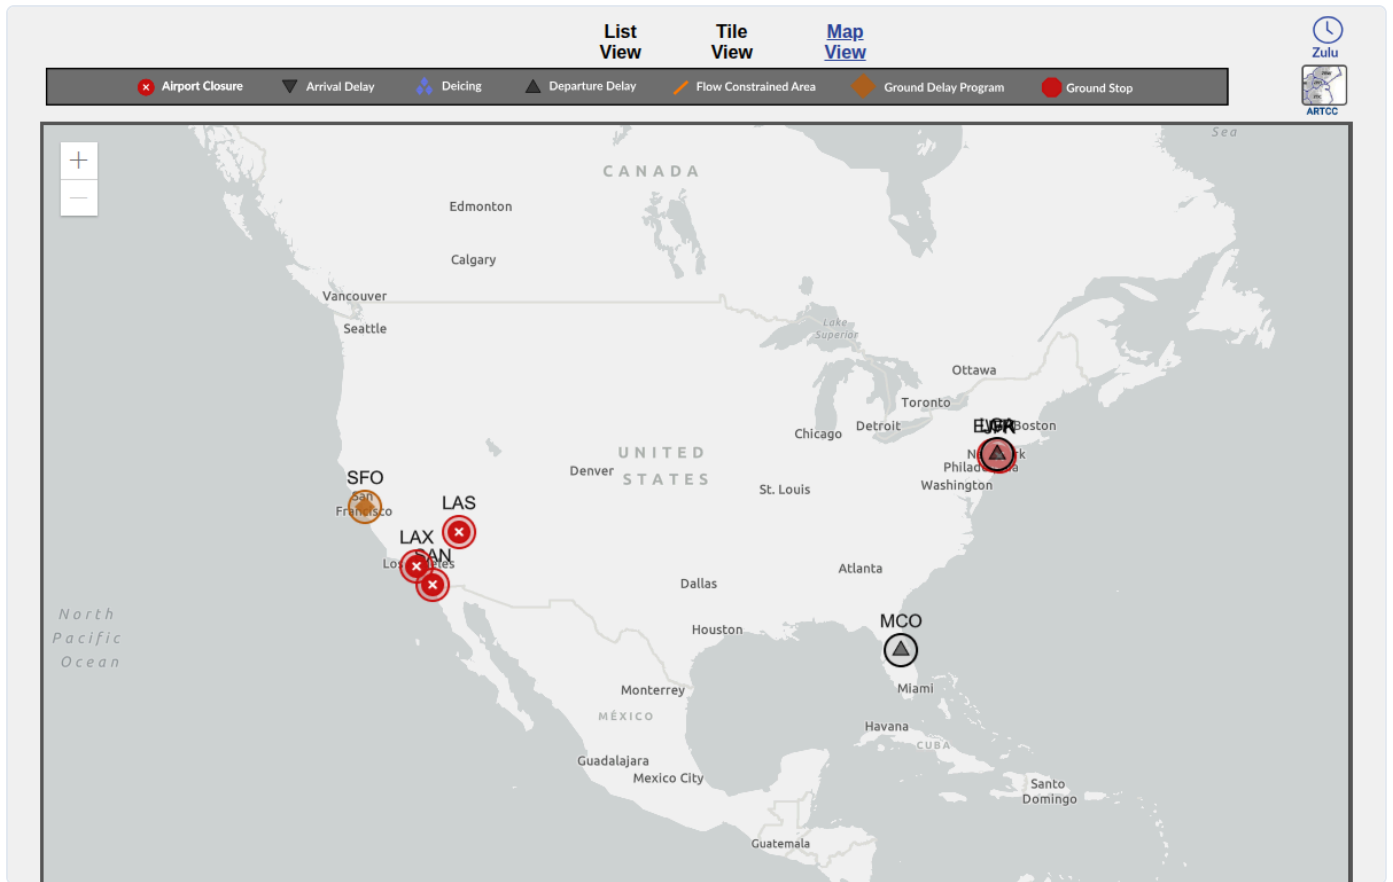 List
View
Tile
View
Map
View
Zulu
Airport Closure
Arrival Delay
Deicing
Departure Delay
Flow Constrained Area
Ground Delay Program
Ground Stop
ARTCC
Sea
CANADA
Edmonton
Calgary
Vancouver
Seattle
Lake
Superior
Ottawa
Toronto
Boston
Chicago
Detroit
UNITED
STATES
Denver
St. Louis
Washington
SFO
San
Francisco
LAS
LAX
SAN
Atlanta
Dallas
North
Pacific
Ocean
Houston
MCO
Miami
Monterrey
MÉXICO
Havana
CUBA
Guadalajara
Mexico City
Santo
Domingo
Guatemala